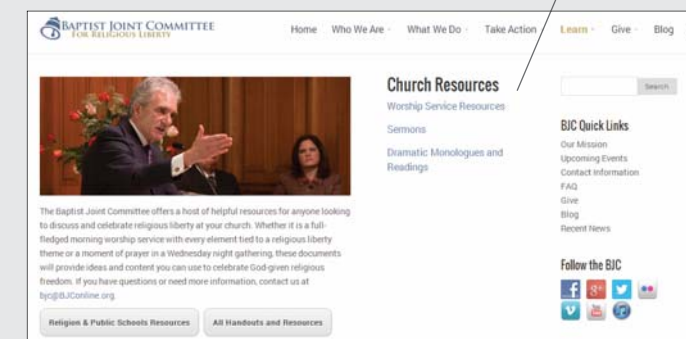 BAPTIST JOINT COMMITTEE
FOR RELIGIOUS LIBERTY
Home Who We Are What We Do Take Action Learn Give Blog
The Baptist Joint Committee offers a host of helpful resources for anyone looking
to discuss and celebrate religious liberty at your church. Whether it is a full-
fledged morning worship service with every element tied to a religious liberty
theme or a moment of prayer in a Wednesday night gathering, these documents
will provide ideas and content you can use to celebrate God-given religious
freedom. If you have questions or need more information, contact us at
bjc@BJConline.org.
Religion & Public Schools Resources
All Handouts and Resources
Church Resources
Worship Service Resources
Sermons
Dramatic Monologues and
Readings
Search
BJC Quick Links
Our Mission
Upcoming Events
Contact Information
FAQ
Give
Blog
Recent News
Follow the BJC